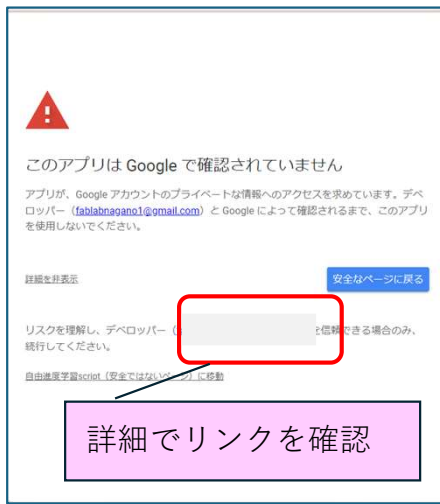 このアプリは Google で確認されていません
アプリが、Google アカウントのプライベートな情報へのアクセスを求めています。デベ
ロッパー（fablabnagano1@gmail.com）と Google によって確認されるまで、このアプリ
を使用しないでください。
詳細を非表示
安全なページに戻る
リスクを理解し、デベロッパー（ を信頼できる場合のみ、
続行してください。
自由進度学習script（安全ではないページ）に移動
詳細でリンクを確認